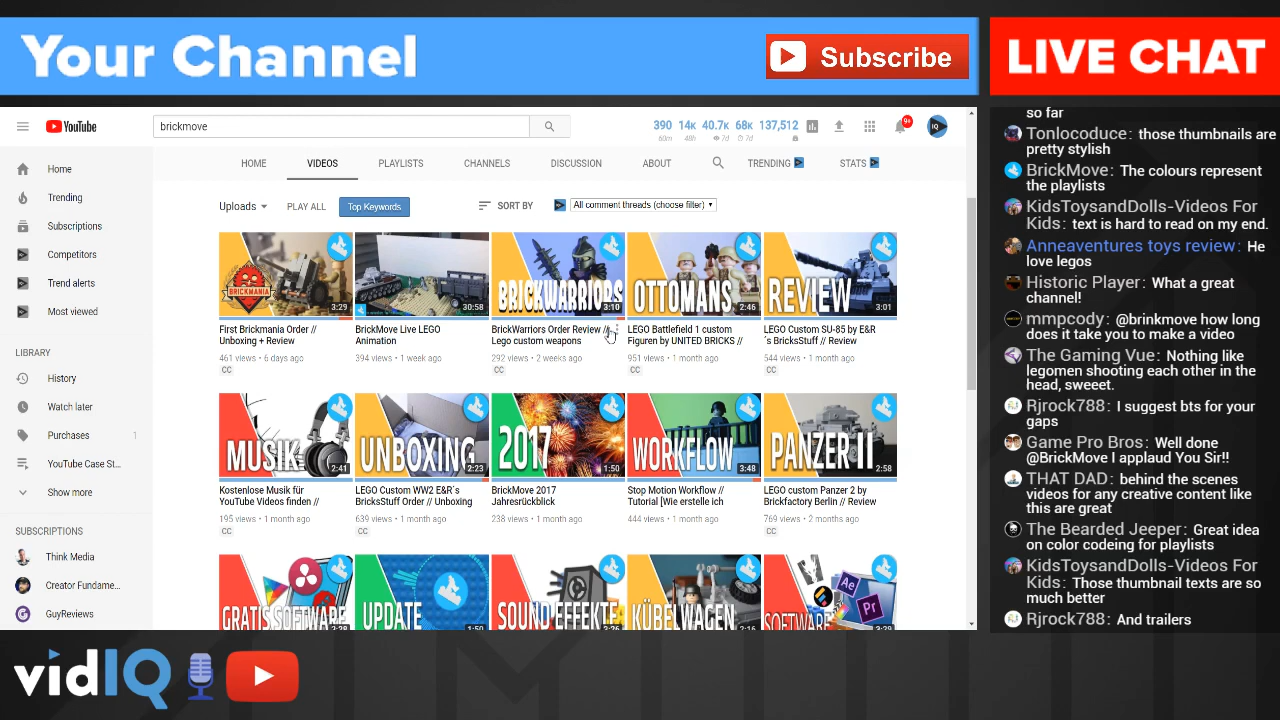 Your Channel
Subscribe
LIVE CHAT
YouTube
brickmove
390 14K 40.7K 68K 137,512
60m 48h 7d 7d
9+
IQ
HOME
VIDEOS
PLAYLISTS
CHANNELS
DISCUSSION
ABOUT
TRENDING
STATS
Home
Trending
Subscriptions
Competitors
Trend alerts
Most viewed
LIBRARY
History
Watch later
Purchases 1
YouTube Case St...
Show more
SUBSCRIPTIONS
Think Media
Creator Fundame...
GuyReviews
Uploads
PLAY ALL
Top Keywords
SORT BY
All comment threads (choose filter)
BRICKMANIA
3:29
First Brickmania Order //
Unboxing + Review
461 views • 6 days ago
CC
30:58
BrickMove Live LEGO
Animation
394 views • 1 week ago
BRICKWARRIORS
3:10
BrickWarriors Order Review //
Lego custom weapons
292 views • 2 weeks ago
CC
OTTOMANS
2:46
LEGO Battlefield 1 custom
Figuren by UNITED BRICKS //
951 views • 1 month ago
CC
REVIEW
3:01
LEGO Custom SU-85 by E&R
´s BricksStuff // Review
544 views • 1 month ago
CC
MUSIK
2:41
Kostenlose Musik für
YouTube Videos finden //
195 views • 1 month ago
CC
UNBOXING
2:23
LEGO Custom WW2 E&R´s
BricksStuff Order // Unboxing
639 views • 1 month ago
CC
2017
1:50
BrickMove 2017
Jahresrückblick
238 views • 1 month ago
WORKFLOW
3:48
Stop Motion Workflow //
Tutorial [Wie erstelle ich
444 views • 1 month ago
CC
PANZER II
2:58
LEGO custom Panzer 2 by
Brickfactory Berlin // Review
769 views • 2 months ago
CC
GRATIS SOFTWARE
UPDATE
1:50
SOUND EFFEKTE
KÜBELWAGEN
SOFTWARE
Ae
Pr
so far
Tonlocoduce: those thumbnails are
pretty stylish
BrickMove: The colours represent
the playlists
KidsToysandDolls-Videos For
Kids: text is hard to read on my end.
Anneaventures toys review: He
love legos
Historic Player: What a great
channel!
mmpcody: @brinkmove how long
does it take you to make a video
The Gaming Vue: Nothing like
legomen shooting each other in the
head, sweeet.
Rjrock788: I suggest bts for your
gaps
Game Pro Bros: Well done
@BrickMove I applaud You Sir!!
THAT DAD: behind the scenes
videos for any creative content like
this are great
The Bearded Jeeper: Great idea
on color codeing for playlists
KidsToysandDolls-Videos For
Kids: Those thumbnail texts are so
much better
Rjrock788: And trailers
vidIQ